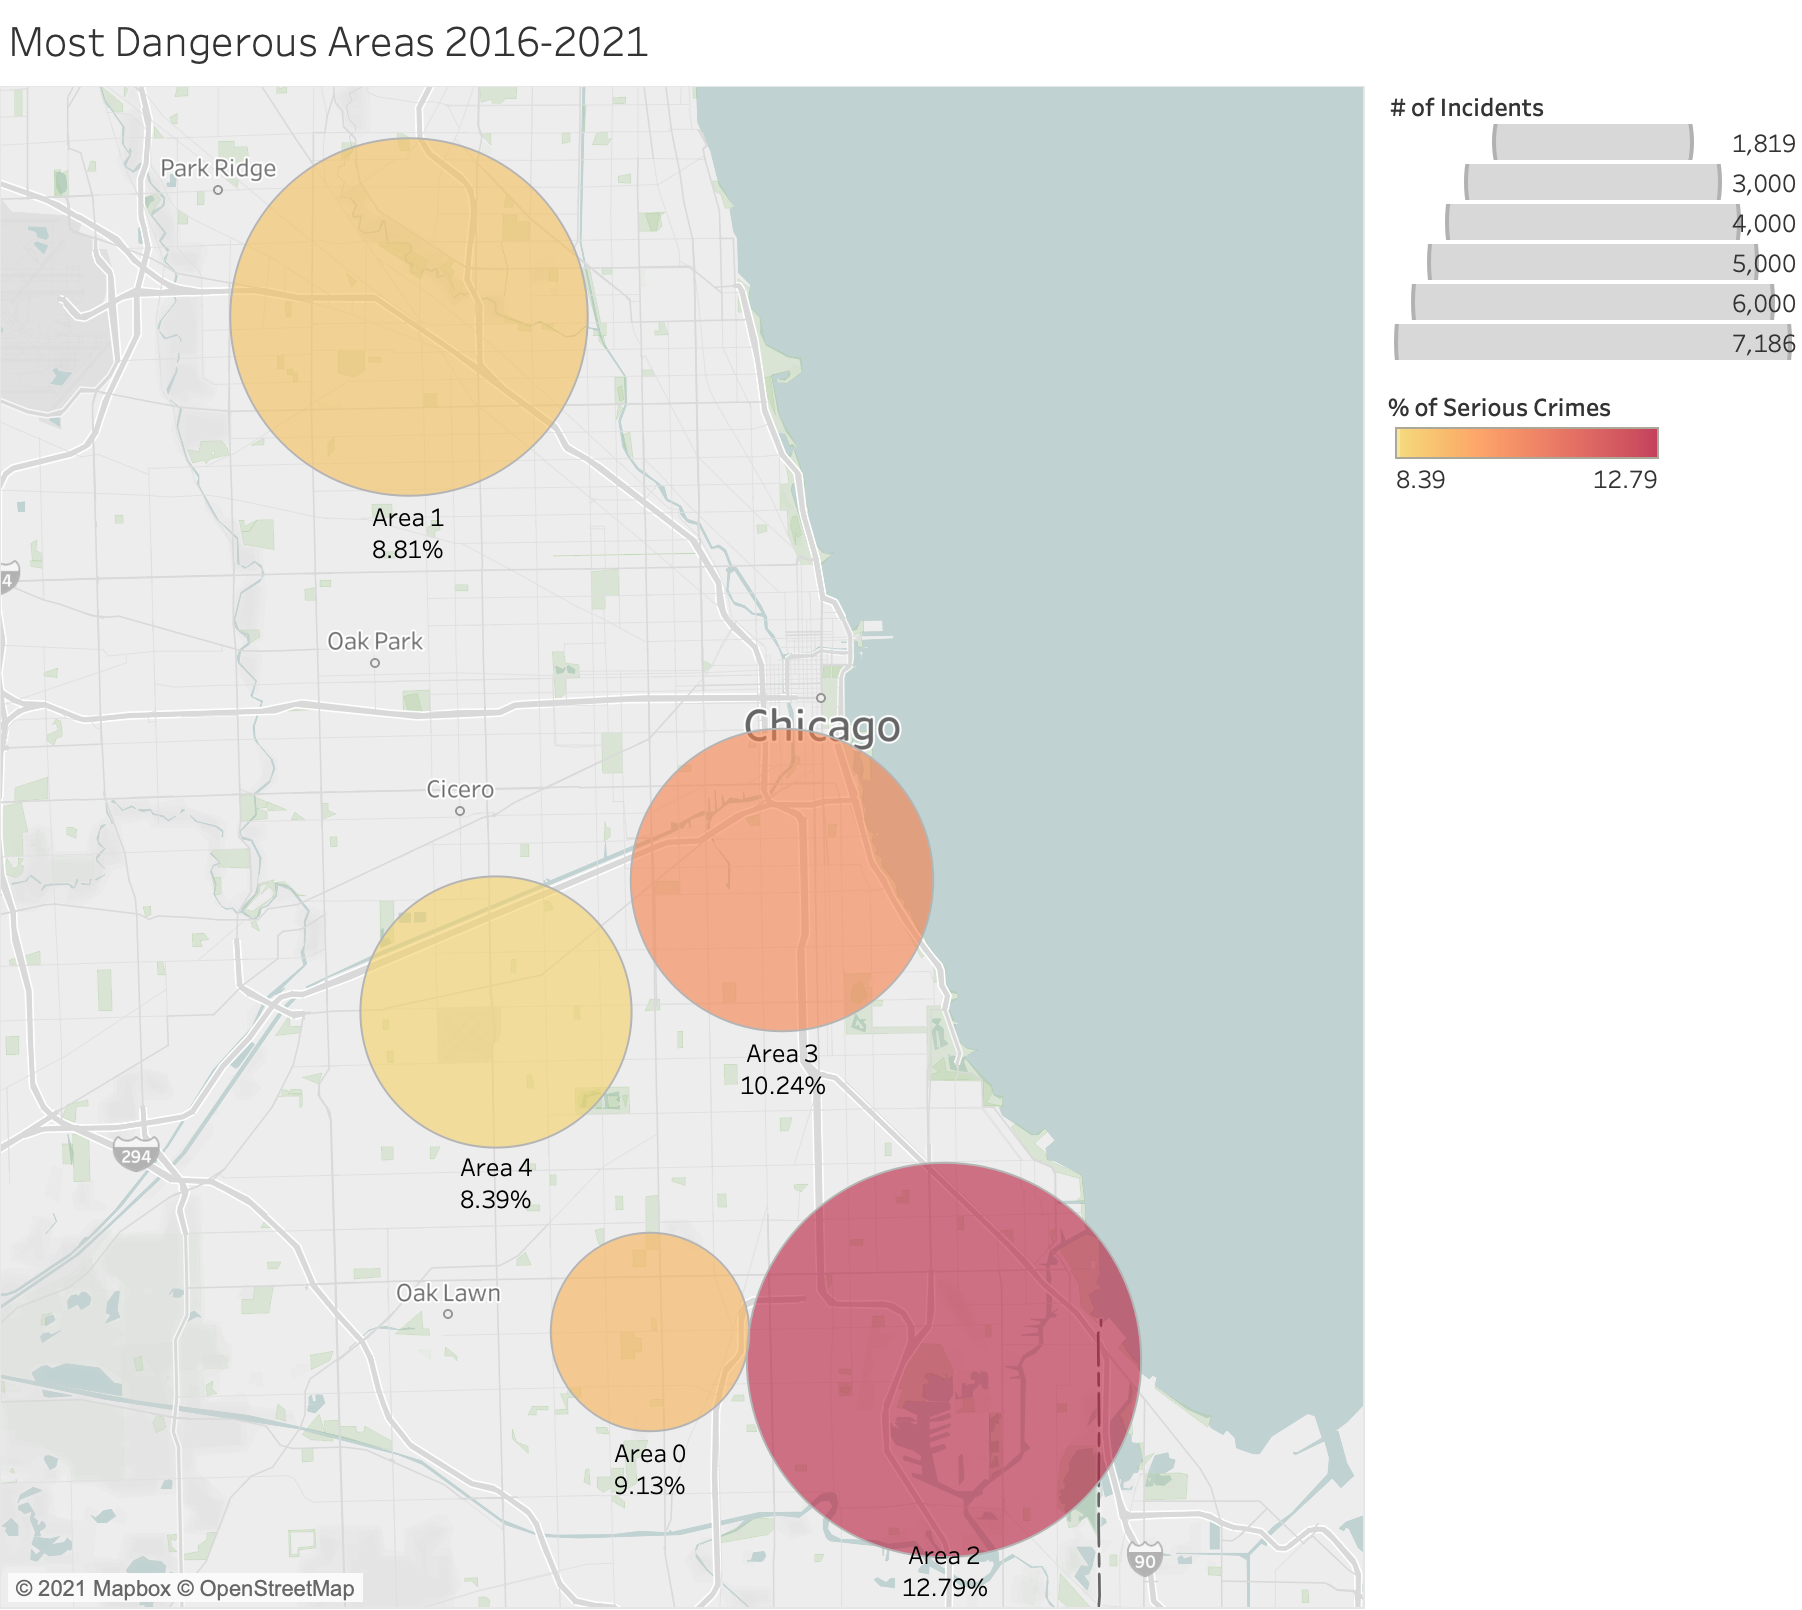 Most Dangerous Areas 2016-2021
# of Incidents
1,819
3,000
4,000
5,000
6,000
7,186
% of Serious Crimes
8.39
12.79
Park Ridge
Area 1
8.81%
4
Oak Park
Chicago
Cicero
Area 3
10.24%
294
Area 4
8.39%
Oak Lawn
Area 0
9.13%
Area 2
12.79%
90
© 2021 Mapbox © OpenStreetMap